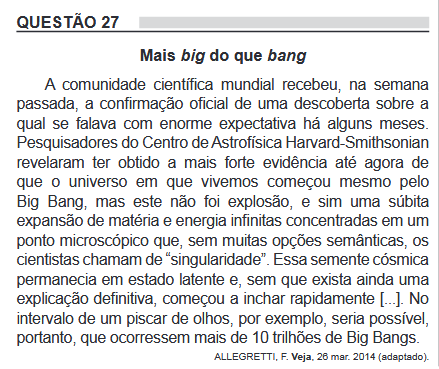 QUESTÃO 27
Mais big do que bang
A comunidade científica mundial recebeu, na semana
passada, a confirmação oficial de uma descoberta sobre a
qual se falava com enorme expectativa há alguns meses.
Pesquisadores do Centro de Astrofísica Harvard-Smithsonian
revelaram ter obtido a mais forte evidência até agora de
que o universo em que vivemos começou mesmo pelo
Big Bang, mas este não foi explosão, e sim uma súbita
expansão de matéria e energia infinitas concentradas em um
ponto microscópico que, sem muitas opções semânticas, os
cientistas chamam de “singularidade”. Essa semente cósmica
permanecia em estado latente e, sem que exista ainda uma
explicação definitiva, começou a inchar rapidamente [...]. No
intervalo de um piscar de olhos, por exemplo, seria possível,
portanto, que ocorressem mais de 10 trilhões de Big Bangs.
ALLEGRETTI, F. Veja, 26 mar. 2014 (adaptado).